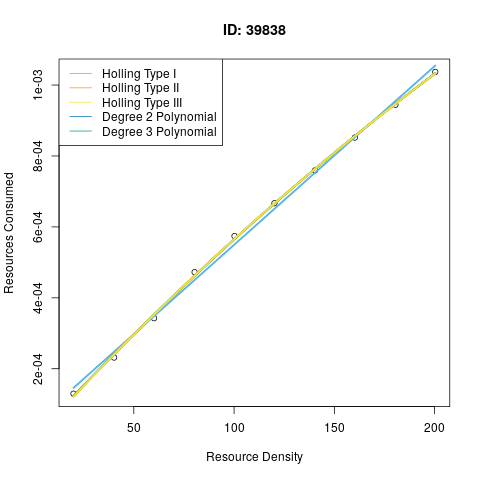 ID: 39838
Holling Type I
Holling Type II
Holling Type III
Degree 2 Polynomial
Degree 3 Polynomial
Resources Consumed
1e-03
8e-04
6e-04
4e-04
2e-04
50 100 150 200
Resource Density